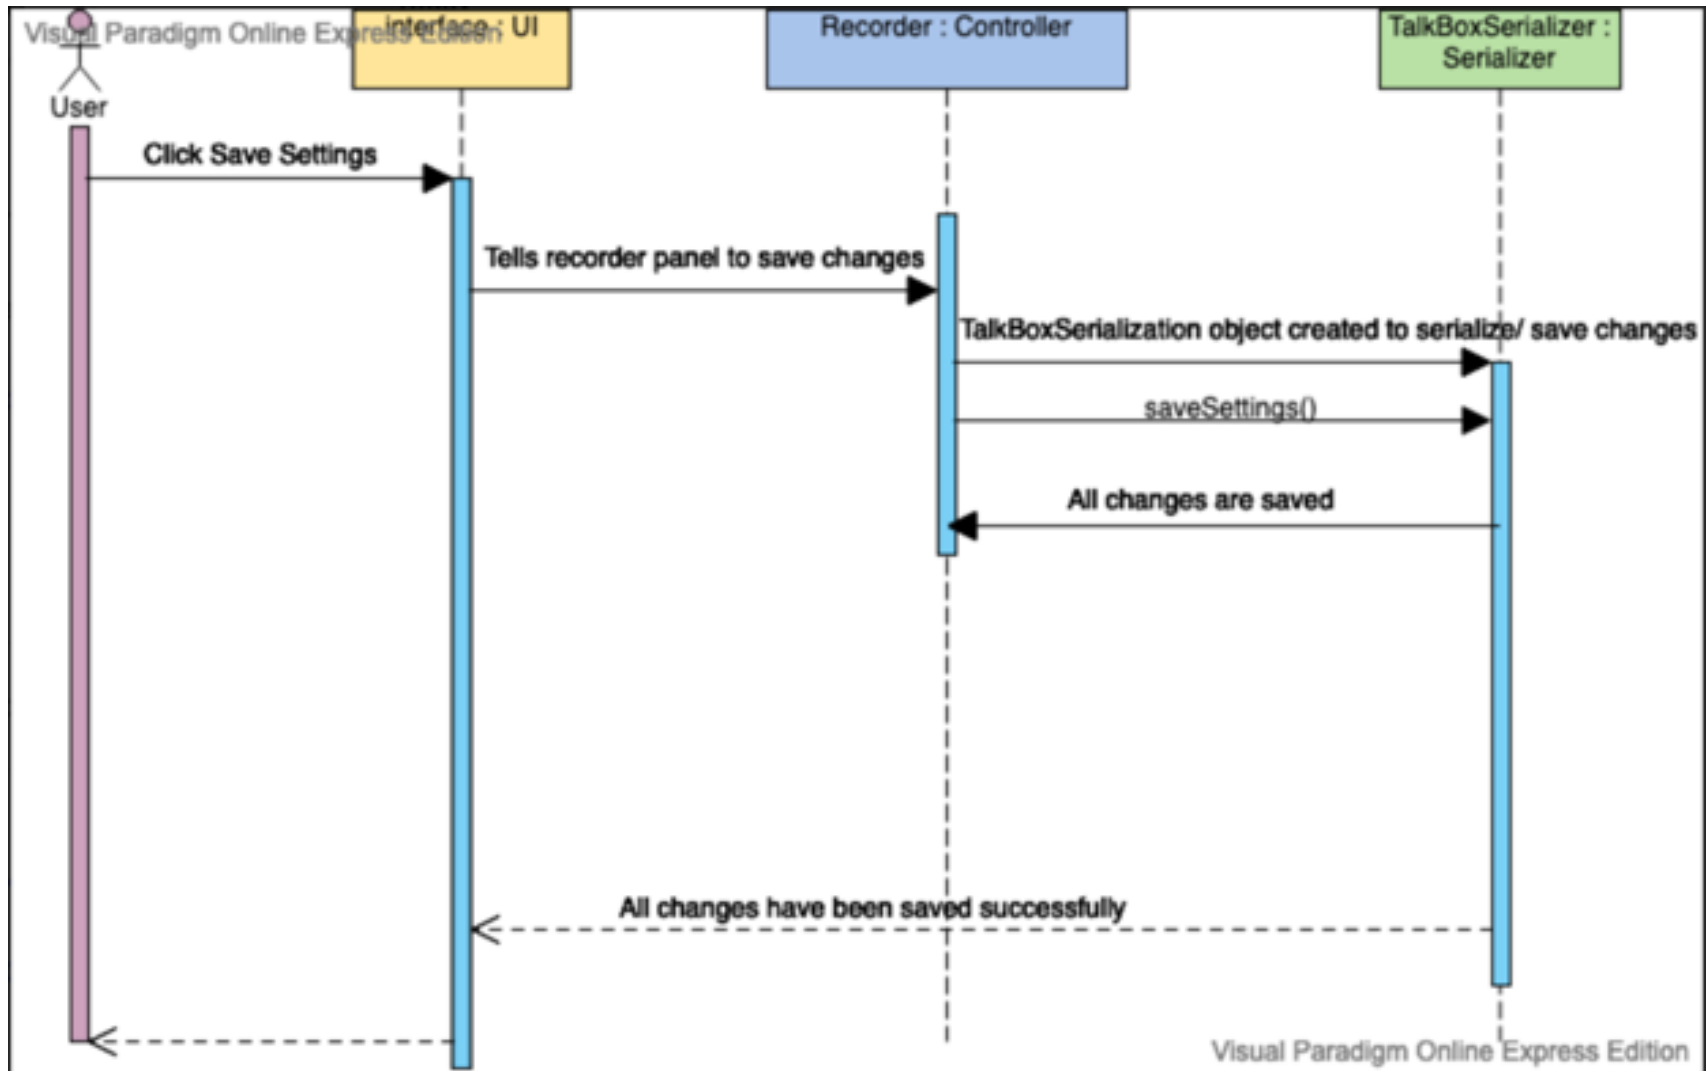 Visual Paradigm Online Express Edition
interface : UI
Recorder : Controller
TalkBoxSerializer :
Serializer
User
Click Save Settings
Tells recorder panel to save changes
TalkBoxSerialization object created to serialize/ save changes
saveSettings()
All changes are saved
All changes have been saved successfully
Visual Paradigm Online Express Edition